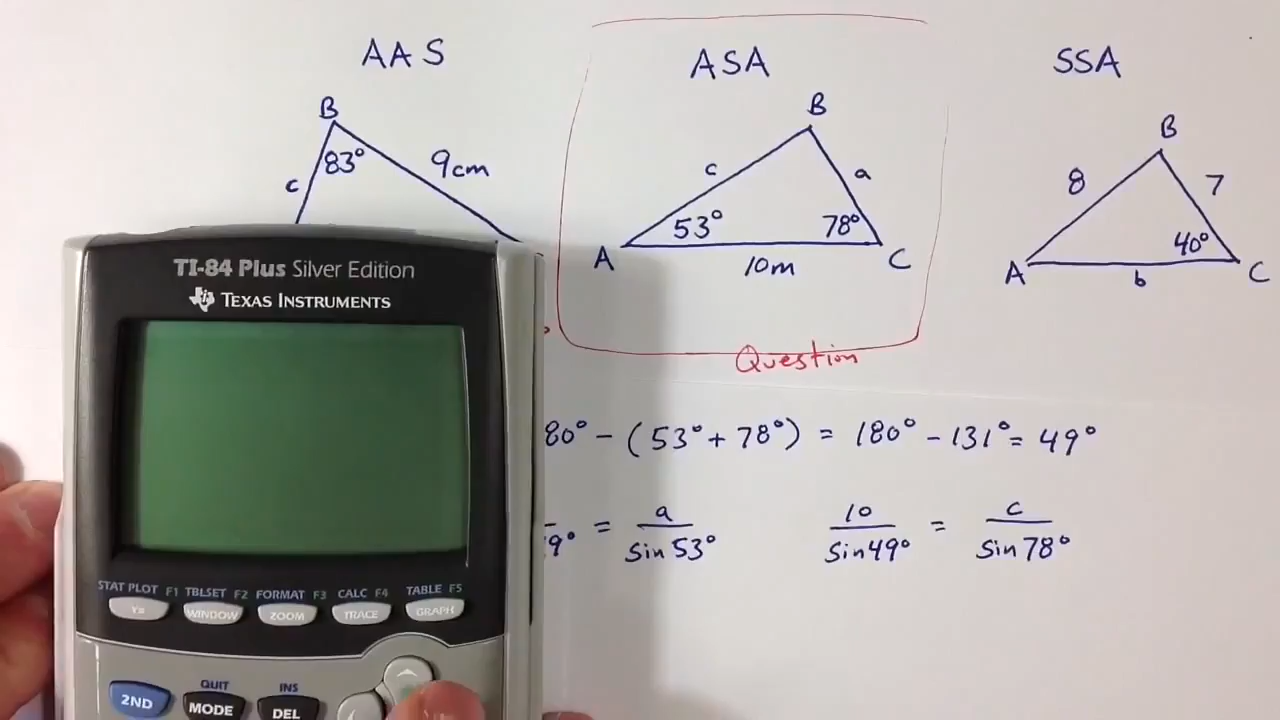 AAS
ASA
SSA
B
83°
9cm
c
B
c
a
53°
78°
A
C
10m
Question
B
8
7
40°
A
C
b
80° - (53° + 78°) = 180° - 131° = 49°
9° = a / sin 53°
10 / sin 49° = c / sin 78°
TI-84 Plus Silver Edition
TEXAS INSTRUMENTS
STAT PLOT F1 TBLSET F2 FORMAT F3 CALC F4 TABLE F5
Y= WINDOW ZOOM TRACE GRAPH
QUIT INS
2ND MODE DEL